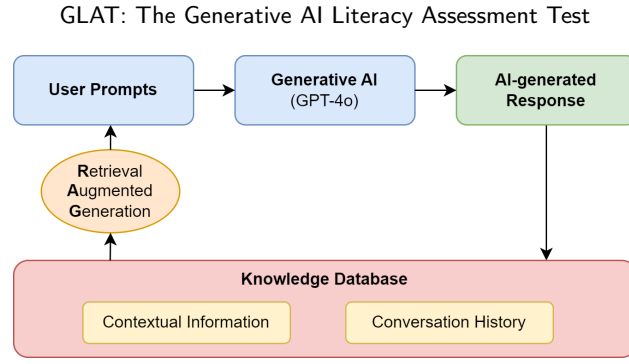 GLAT: The Generative AI Literacy Assessment Test
User Prompts
Generative AI
(GPT-4o)
AI-generated
Response
Retrieval
Augmented
Generation
Knowledge Database
Contextual Information
Conversation History